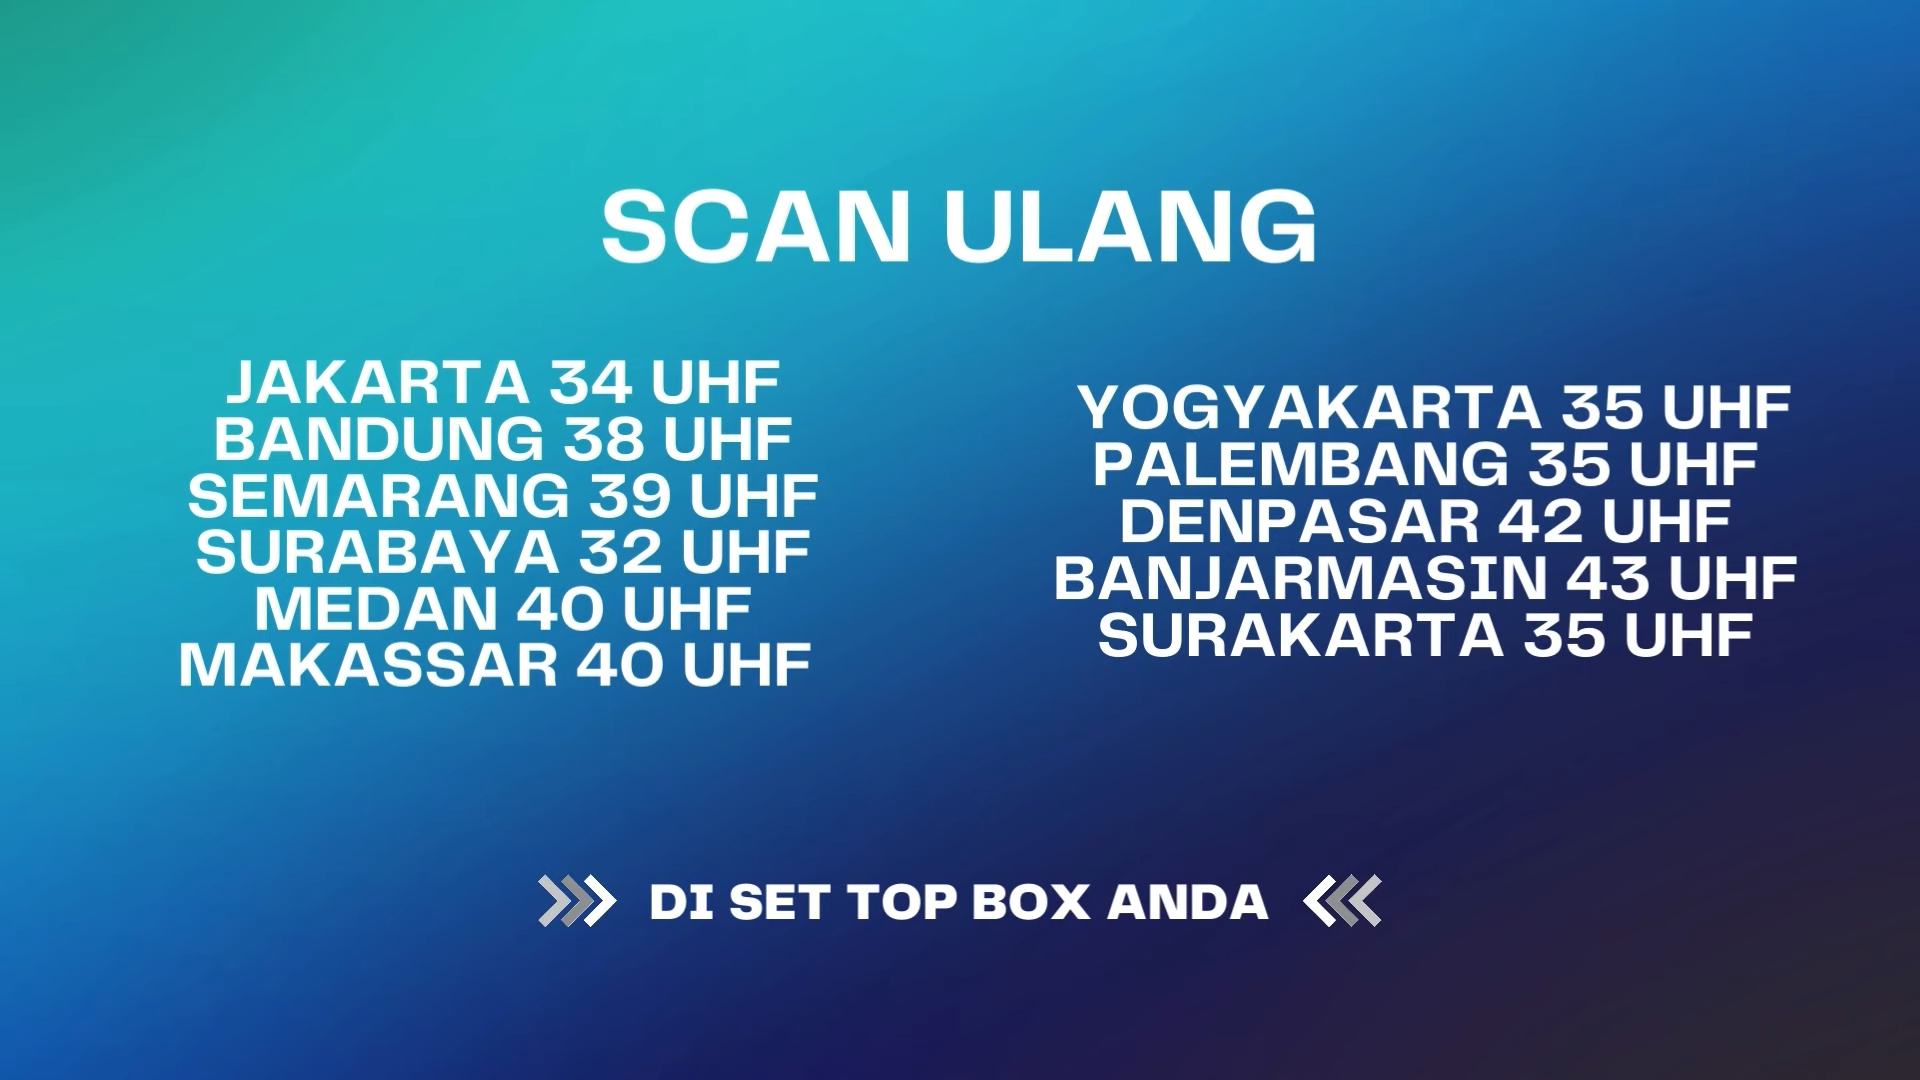 SCAN ULANG
JAKARTA 34 UHF
BANDUNG 38 UHF
SEMARANG 39 UHF
SURABAYA 32 UHF
MEDAN 40 UHF
MAKASSAR 40 UHF
YOGYAKARTA 35 UHF
PALEMBANG 35 UHF
DENPASAR 42 UHF
BANJARMASIN 43 UHF
SURAKARTA 35 UHF
DI SET TOP BOX ANDA